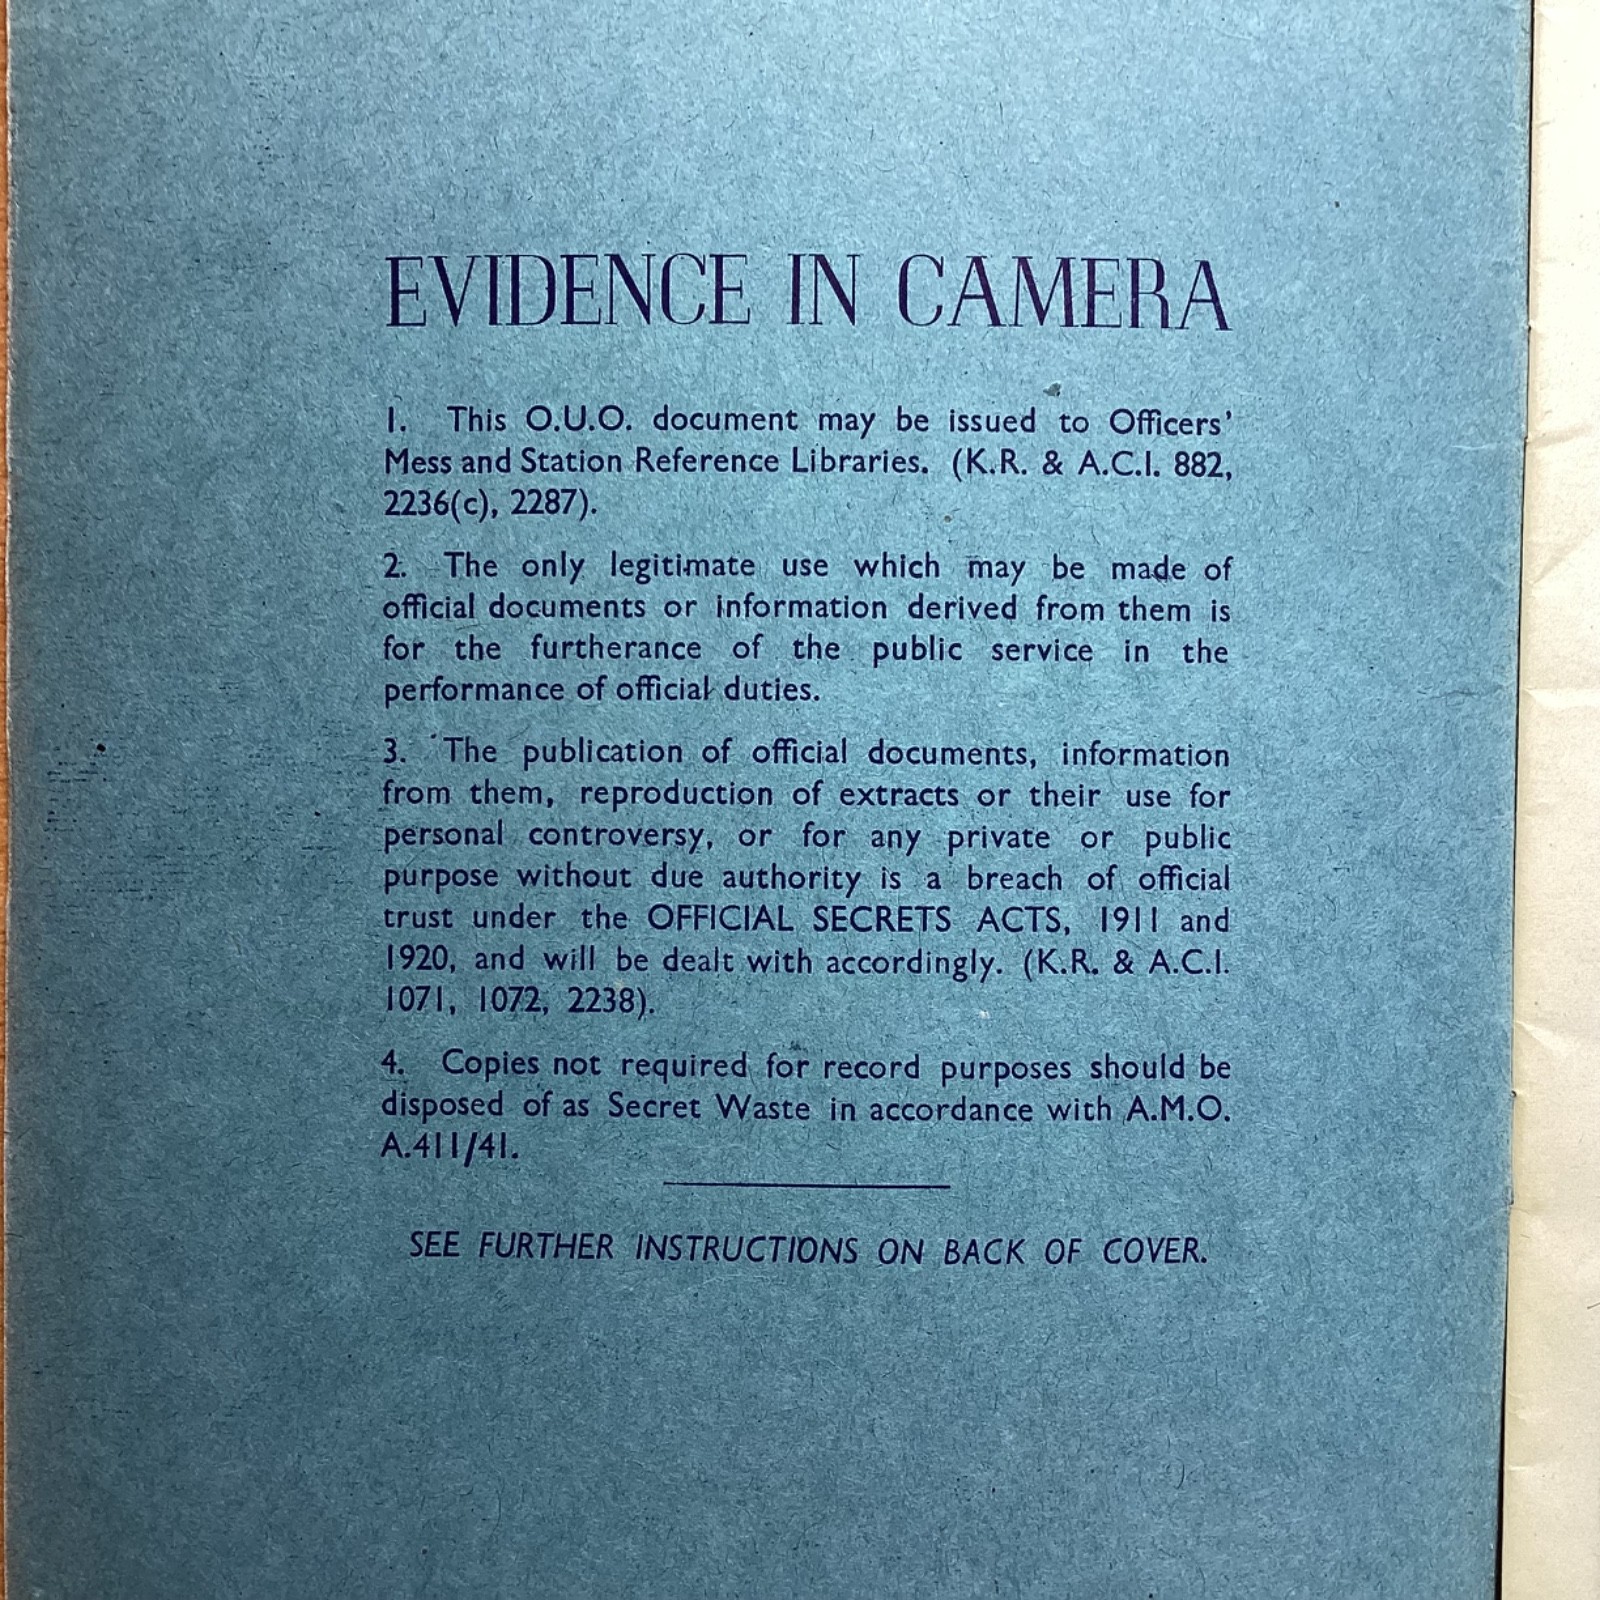 EVIDENCE IN CAMERA
1. This O.U.O. document may be issued to Officers'
Mess and Station Reference Libraries. (K.R. & A.C.I. 882,
2236(c), 2287).
2. The only legitimate use which may be made of
official documents or information derived from them is
for the furtherance of the public service in the
performance of official duties.
3. The publication of official documents, information
from them, reproduction of extracts or their use for
personal controversy, or for any private or public
purpose without due authority is a breach of official
trust under the OFFICIAL SECRETS ACTS, 1911 and
1920, and will be dealt with accordingly. (K.R. & A.C.I.
1071, 1072, 2238).
4. Copies not required for record purposes should be
disposed of as Secret Waste in accordance with A.M.O.
A.411/41.
SEE FURTHER INSTRUCTIONS ON BACK OF COVER.